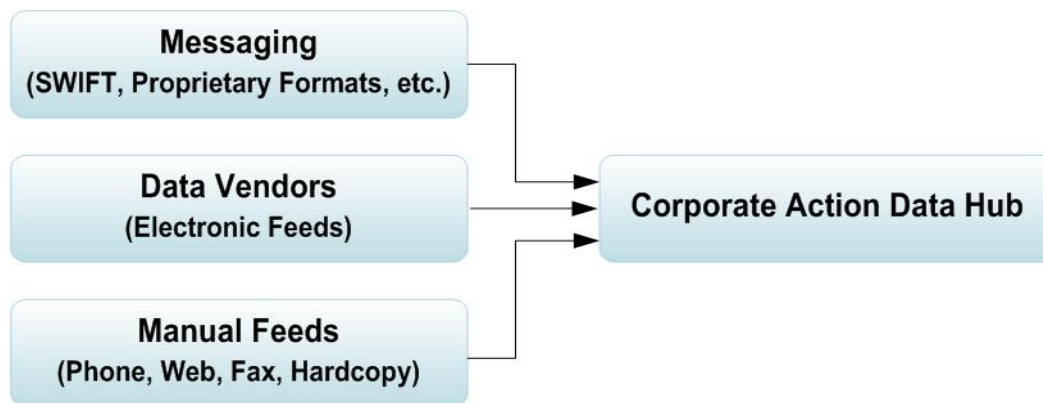 Messaging
(SWIFT, Proprietary Formats, etc.)
Data Vendors
(Electronic Feeds)
Manual Feeds
(Phone, Web, Fax, Hardcopy)
Corporate Action Data Hub